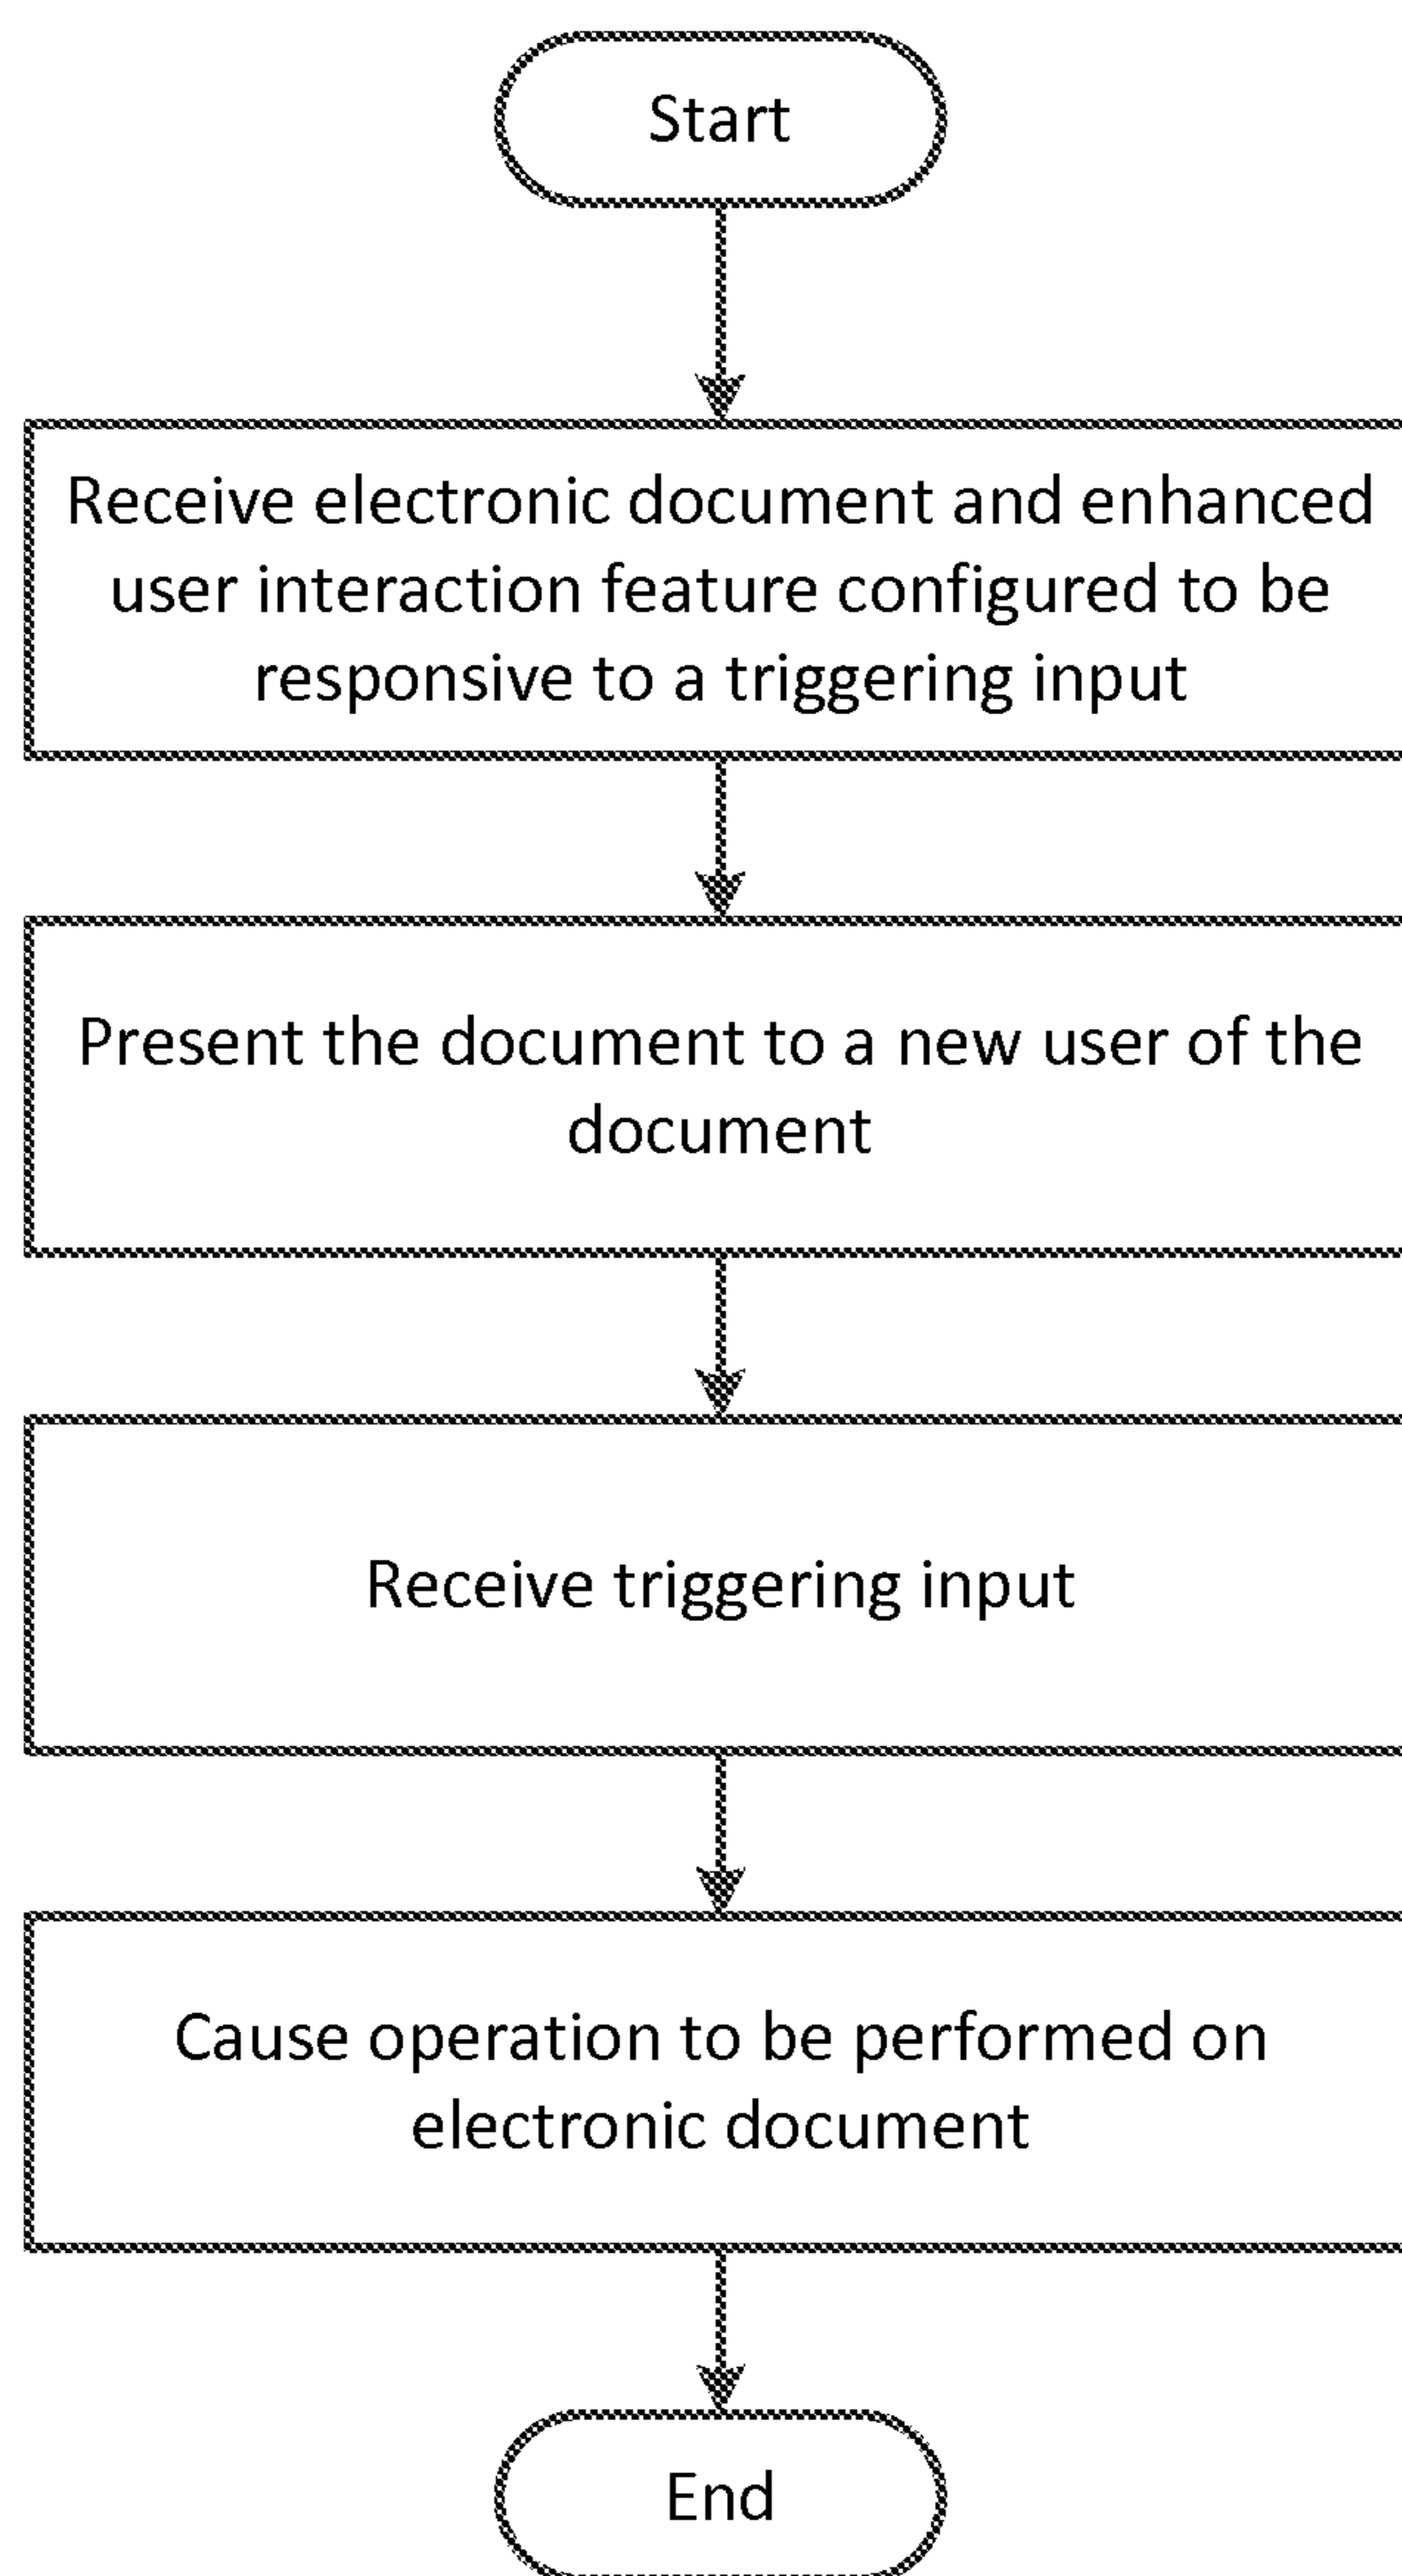 Start
Receive electronic document and enhanced
user interaction feature configured to be
responsive to a triggering input
Present the document to a new user of the
document
Receive triggering input
Cause operation to be performed on
electronic document
End